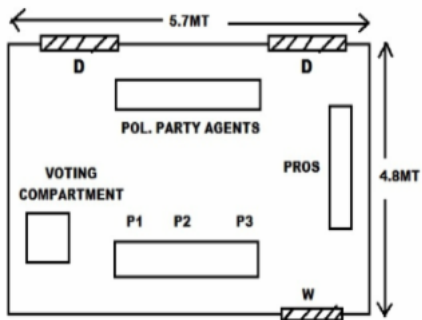 5.7MT
D D
POL. PARTY AGENTS
PROS
4.8MT
VOTING
COMPARTMENT
P1 P2 P3
W